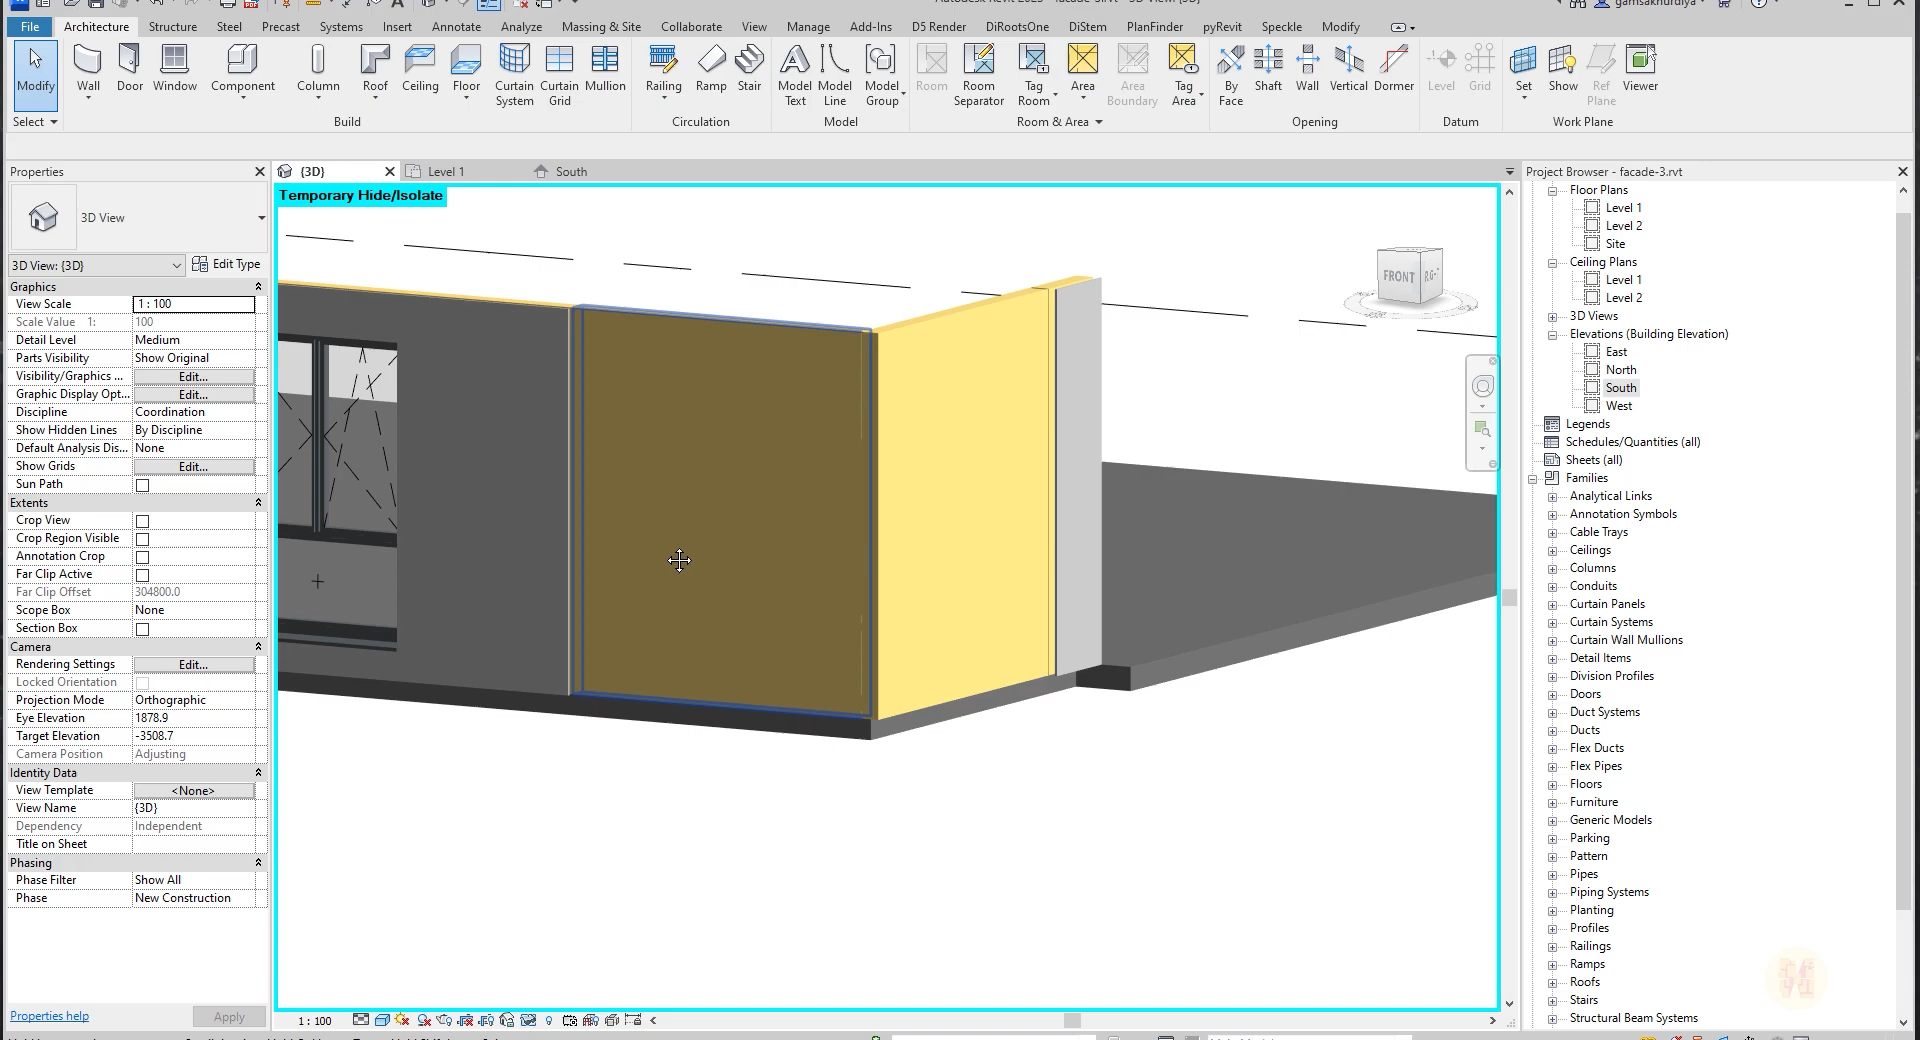 gamsakhurdiya
File Architecture Structure Steel Precast Systems Insert Annotate Analyze Massing & Site Collaborate View Manage Add-Ins D5 Render DiRootsOne DiStem PlanFinder pyRevit Speckle Modify
Modify Wall Door Window Component Column Roof Ceiling Floor Curtain System Curtain Grid Mullion Railing Ramp Stair Model Text Model Line Model Group Room Room Separator Tag Room Area Area Boundary Tag Area By Face Shaft Wall Vertical Dormer Level Grid Set Show Ref Plane Viewer
Select Build Circulation Model Room & Area Opening Datum Work Plane
Properties
3D View
3D View: {3D} Edit Type
Graphics
View Scale 1 : 100
Scale Value 1: 100
Detail Level Medium
Parts Visibility Show Original
Visibility/Graphics ... Edit...
Graphic Display Opt... Edit...
Discipline Coordination
Show Hidden Lines By Discipline
Default Analysis Dis... None
Show Grids Edit...
Sun Path
Extents
Crop View
Crop Region Visible
Annotation Crop
Far Clip Active
Far Clip Offset 304800.0
Scope Box None
Section Box
Camera
Rendering Settings Edit...
Locked Orientation
Projection Mode Orthographic
Eye Elevation 1878.9
Target Elevation -3508.7
Camera Position Adjusting
Identity Data
View Template <None>
View Name {3D}
Dependency Independent
Title on Sheet
Phasing
Phase Filter Show All
Phase New Construction
Properties help Apply
{3D} Level 1 South
Temporary Hide/Isolate
FRONT
1 : 100
Project Browser - facade-3.rvt
Floor Plans
Level 1
Level 2
Site
Ceiling Plans
Level 1
Level 2
3D Views
Elevations (Building Elevation)
East
North
South
West
Legends
Schedules/Quantities (all)
Sheets (all)
Families
Analytical Links
Annotation Symbols
Cable Trays
Ceilings
Columns
Conduits
Curtain Panels
Curtain Systems
Curtain Wall Mullions
Detail Items
Division Profiles
Doors
Duct Systems
Ducts
Flex Ducts
Flex Pipes
Floors
Furniture
Generic Models
Parking
Pattern
Pipes
Piping Systems
Planting
Profiles
Railings
Ramps
Roofs
Stairs
Structural Beam Systems